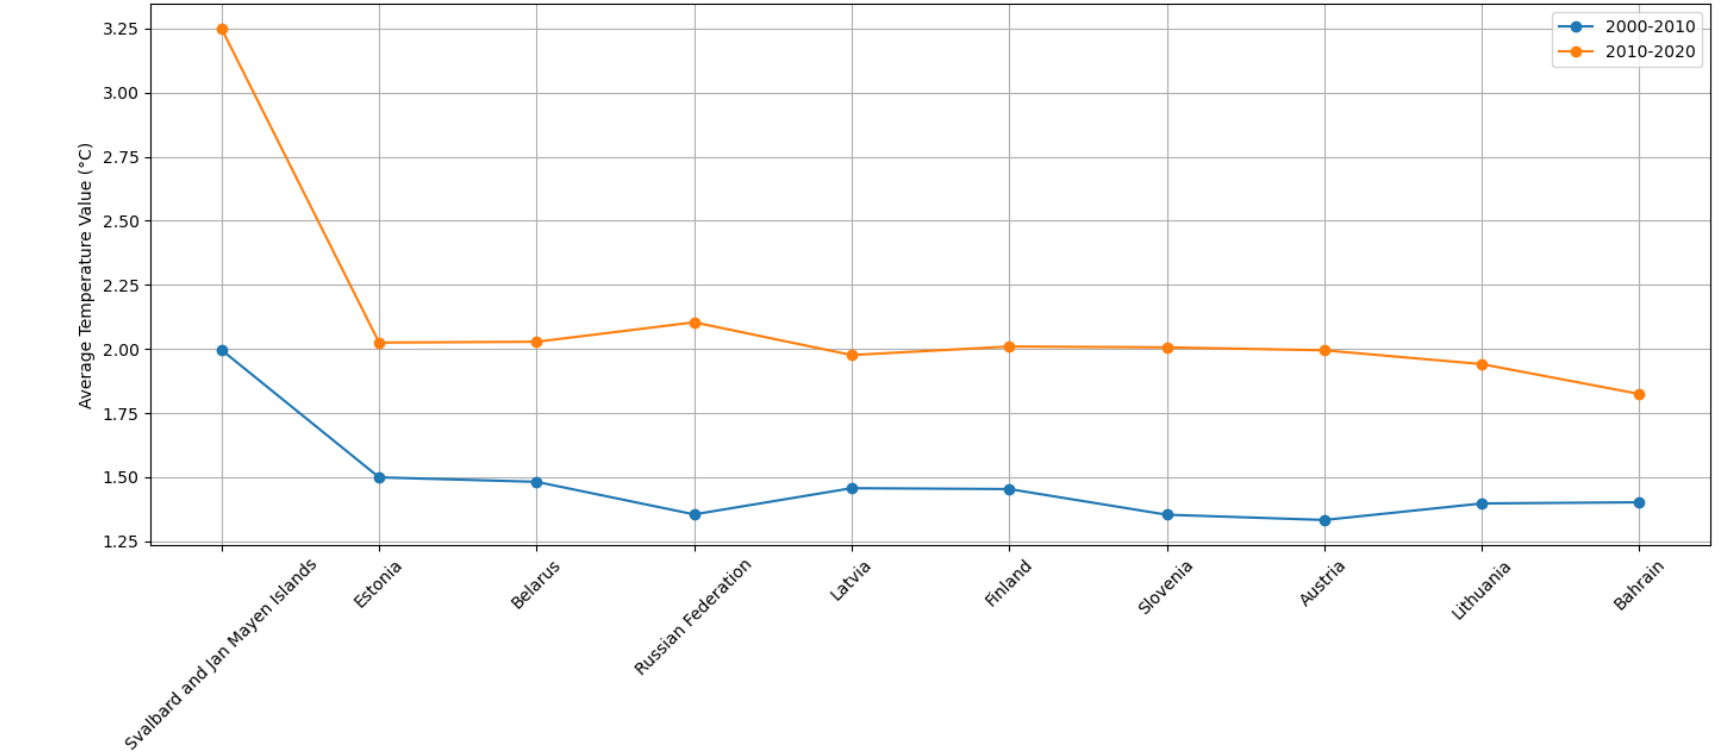 Average Temperature Value (°C)
3.25
3.00
2.75
2.50
2.25
2.00
1.75
1.50
1.25
2000-2010
2010-2020
Svalbard and Jan Mayen Islands
Estonia
Belarus
Russian Federation
Latvia
Finland
Slovenia
Austria
Lithuania
Bahrain